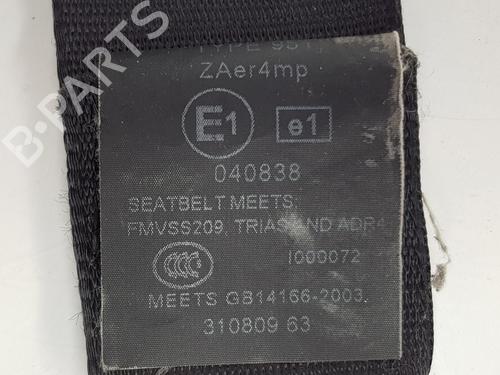 TYPE 951
ZAer4mp
E1 e1
040838
SEATBELT MEETS;
FMVSS209, TRIAS AND ADR4
I000072
CCC
MEETS GB14166-2003
310809 63
B-PARTS